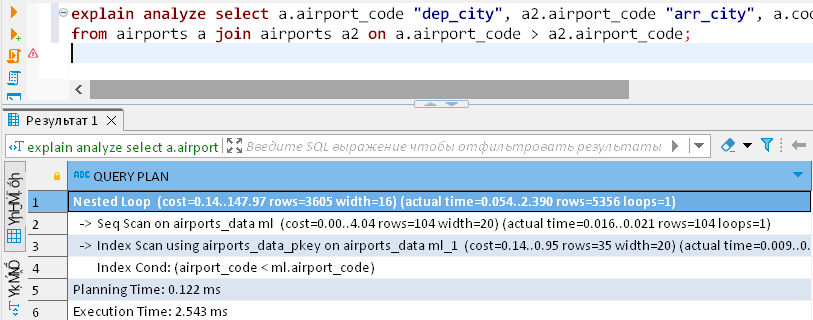 explain analyze select a.airport_code "dep_city", a2.airport_code "arr_city", a.coo
from airports a join airports a2 on a.airport_code > a2.airport_code;
Результат 1
explain analyze select a.airport
Введите SQL выражение чтобы отфильтровать результаты
ABC QUERY PLAN
1 Nested Loop (cost=0.14..147.97 rows=3605 width=16) (actual time=0.054..2.390 rows=5356 loops=1)
2 -> Seq Scan on airports_data ml (cost=0.00..4.04 rows=104 width=20) (actual time=0.016..0.021 rows=104 loops=1)
3 -> Index Scan using airports_data_pkey on airports_data ml_1 (cost=0.14..0.95 rows=35 width=20) (actual time=0.009..0.
4 Index Cond: (airport_code < ml.airport_code)
5 Planning Time: 0.122 ms
6 Execution Time: 2.543 ms